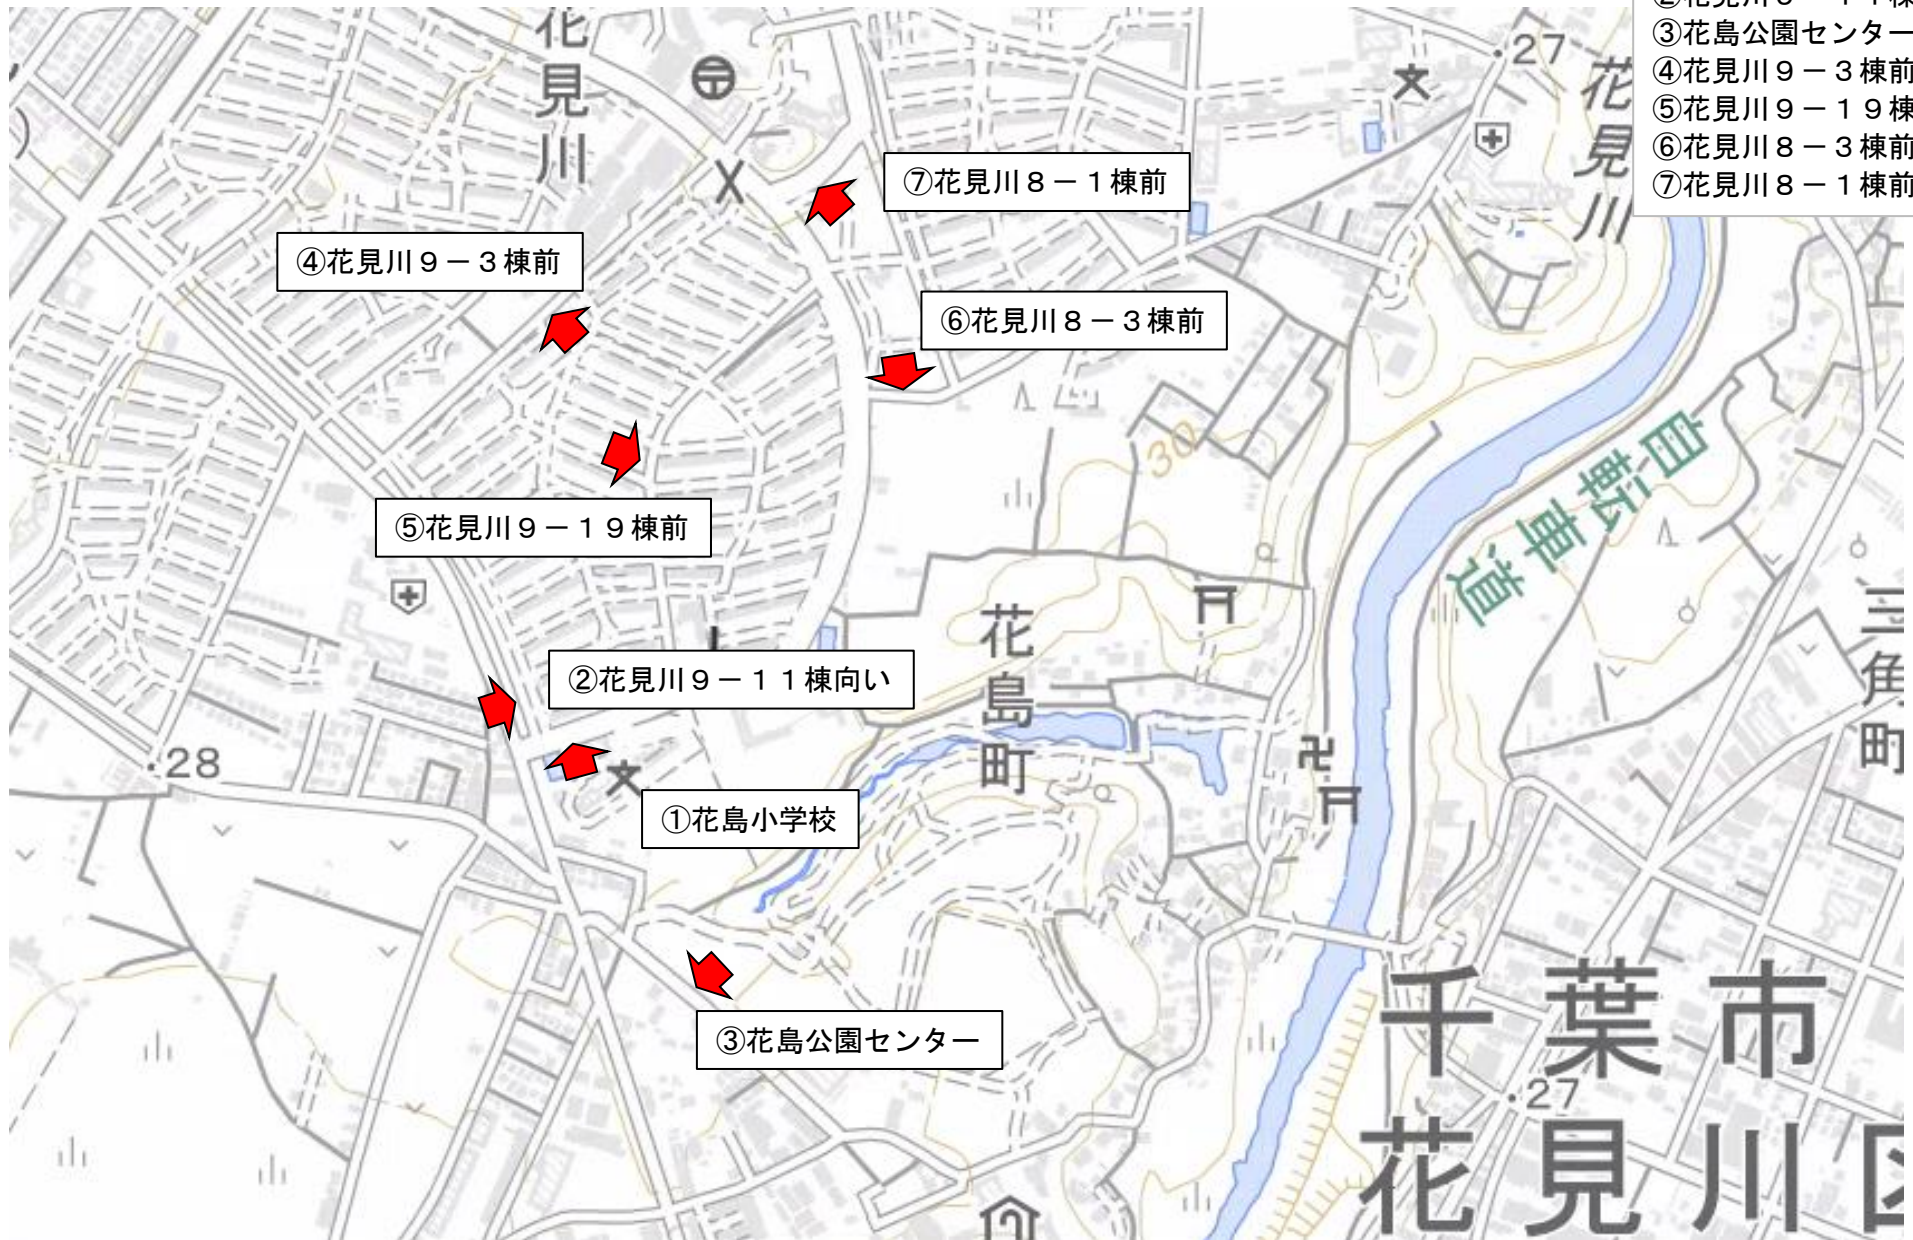 花見川
27
花見川
③花島公園センター
④花見川９－３棟前
⑤花見川９－１９棟
⑥花見川８－３棟前
⑦花見川８－１棟前
⑦花見川８－１棟前
④花見川９－３棟前
⑥花見川８－３棟前
30
自転車道
⑤花見川９－１９棟前
花島町
三角町
②花見川９－１１棟向い
28
①花島小学校
③花島公園センター
千葉市
27
花見川区